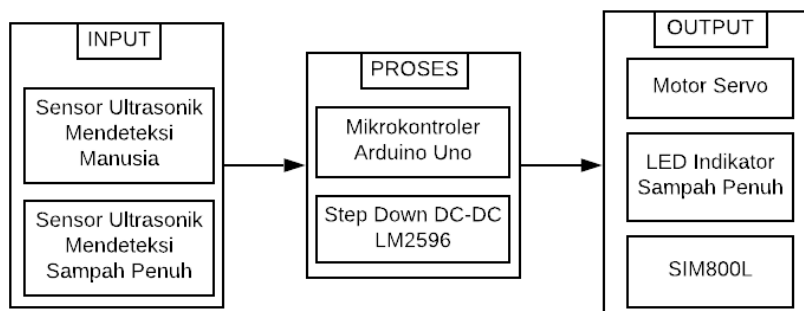 INPUT
Sensor Ultrasonik
Mendeteksi
Manusia
Sensor Ultrasonik
Mendeteksi
Sampah Penuh
PROSES
Mikrokontroler
Arduino Uno
Step Down DC-DC
LM2596
OUTPUT
Motor Servo
LED Indikator
Sampah Penuh
SIM800L